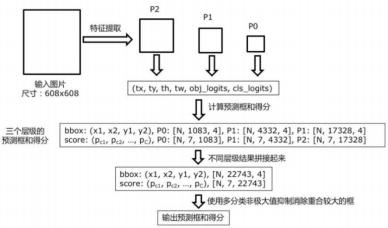 P2
P1
P0
特征提取
输入图片
尺寸：608x608
(tx, ty, th, tw, obj_logits, cls_logits)
计算预测框和得分
三个层级的
预测框和得分
bbox: (x1, x2, y1, y2), P0: [N, 1083, 4], P1: [N, 4332, 4], P1: [N, 17328, 4]
score: (pc1, pc2, ..., pC), P0: [N, 7, 1083], P1: [N, 7, 4332], P2: [N, 7, 17328]
不同层级结果拼接起来
bbox: (x1, x2, y1, y2), [N, 22743, 4]
score: (pc1, pc2, ..., pC), [N, 7, 22743]
使用多分类非极大值抑制消除重合较大的框
输出预测框和得分